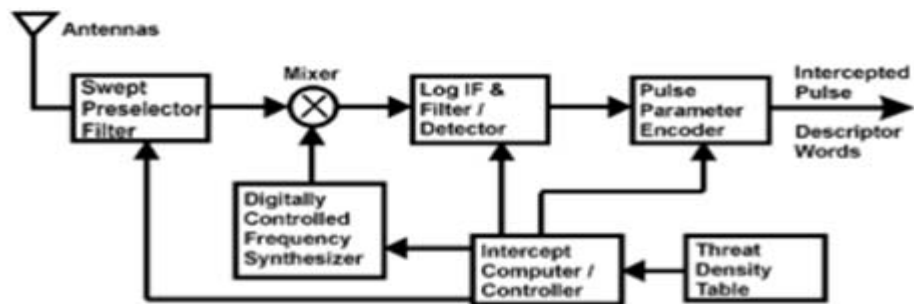 Antennas
Swept
Preselector
Filter
Mixer
Log IF &
Filter /
Detector
Pulse
Parameter
Encoder
Intercepted
Pulse
Descriptor
Words
Digitally
Controlled
Frequency
Synthesizer
Intercept
Computer /
Controller
Threat
Density
Table